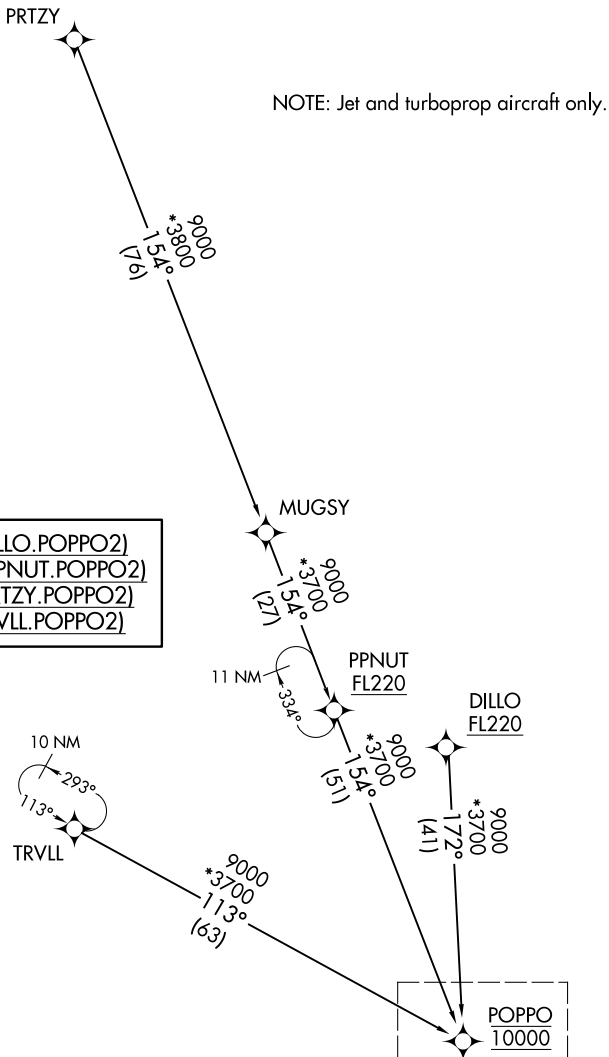 PRTZY
NOTE: Jet and turboprop aircraft only.
9000
*3800
154°
(76)
MUGSY
LLO.POPPO2)
PNUT.POPPO2)
TZY.POPPO2)
VLL.POPPO2)
9000
*3700
154°
(27)
11 NM
334°
PPNUT
FL220
DILLO
FL220
9000
*3700
154°
(51)
9000
*3700
172°
(41)
10 NM
293°
113°
TRVLL
9000
*3700
113°
(63)
POPPO
10000